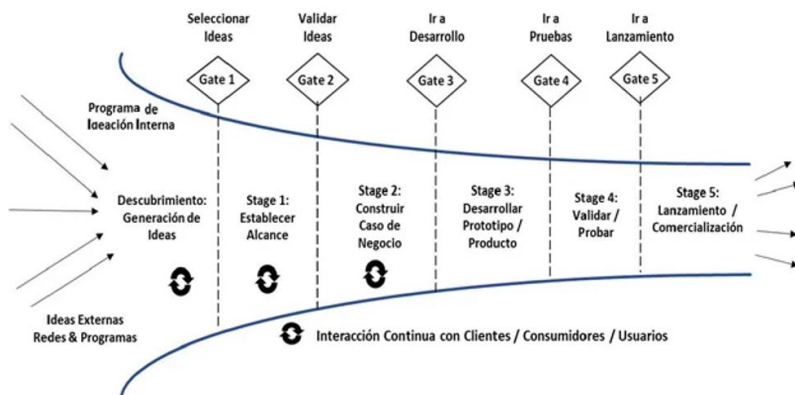 Seleccionar
Ideas
Validar
Ideas
Ir a
Desarrollo
Ir a
Pruebas
Ir a
Lanzamiento
Gate 1
Gate 2
Gate 3
Gate 4
Gate 5
Programa de
Ideación Interna
Descubrimiento:
Generación de
Ideas
Stage 1:
Establecer
Alcance
Stage 2:
Construir
Caso de
Negocio
Stage 3:
Desarrollar
Prototipo /
Producto
Stage 4:
Validar /
Probar
Stage 5:
Lanzamiento /
Comercialización
Ideas Externas
Redes & Programas
Interacción Continua con Clientes / Consumidores / Usuarios